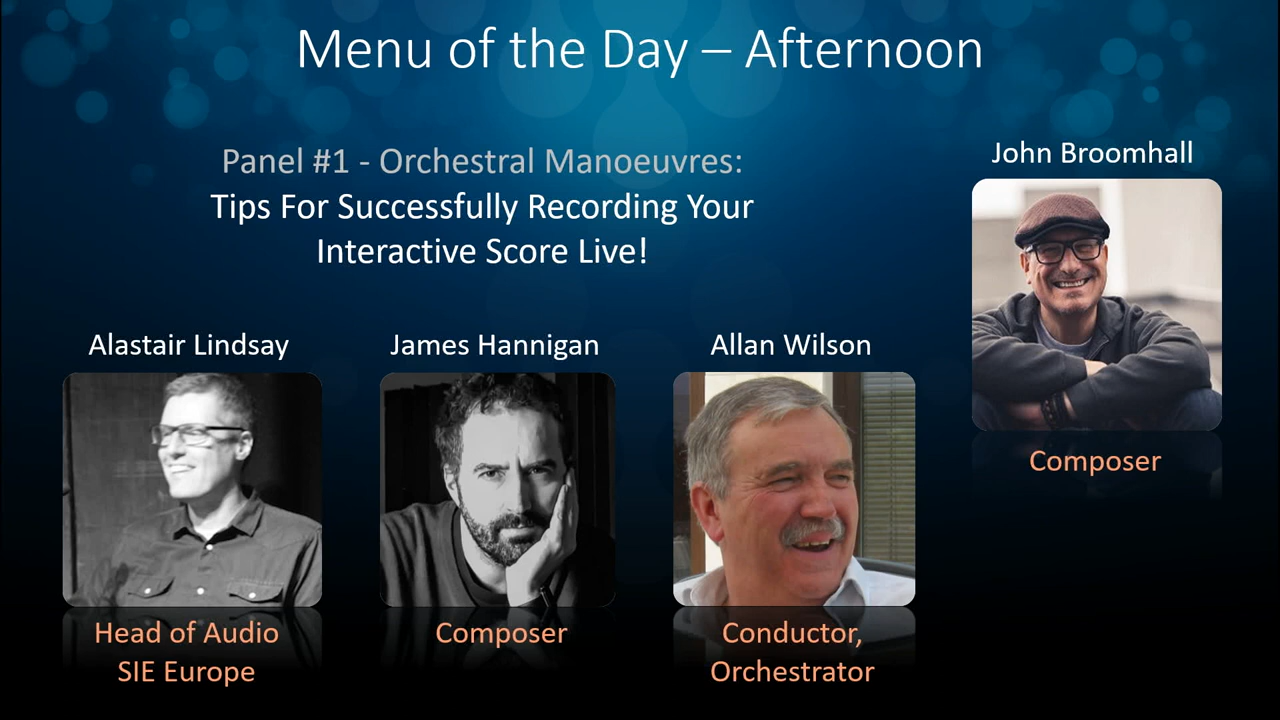 Menu of the Day – Afternoon
Panel #1 - Orchestral Manoeuvres:
Tips For Successfully Recording Your
Interactive Score Live!
John Broomhall
Composer
Alastair Lindsay
Head of Audio
SIE Europe
James Hannigan
Composer
Allan Wilson
Conductor,
Orchestrator